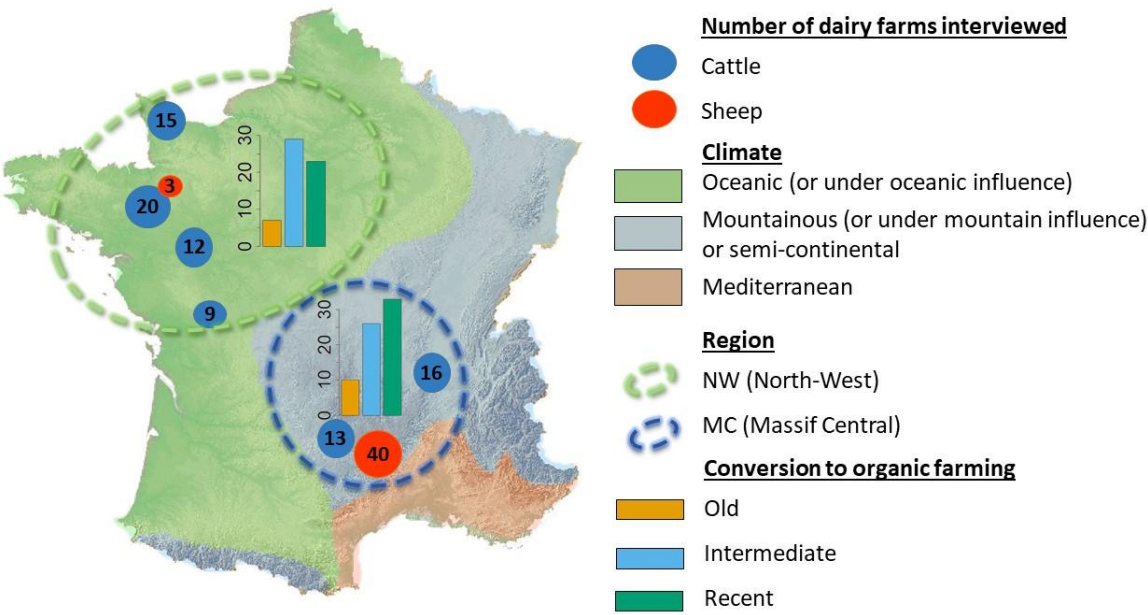 15
3
20
12
9
0 10 20 30
0 10 20 30
16
13
40
Number of dairy farms interviewed
Cattle
Sheep
Climate
Oceanic (or under oceanic influence)
Mountainous (or under mountain influence)
or semi-continental
Mediterranean
Region
NW (North-West)
MC (Massif Central)
Conversion to organic farming
Old
Intermediate
Recent